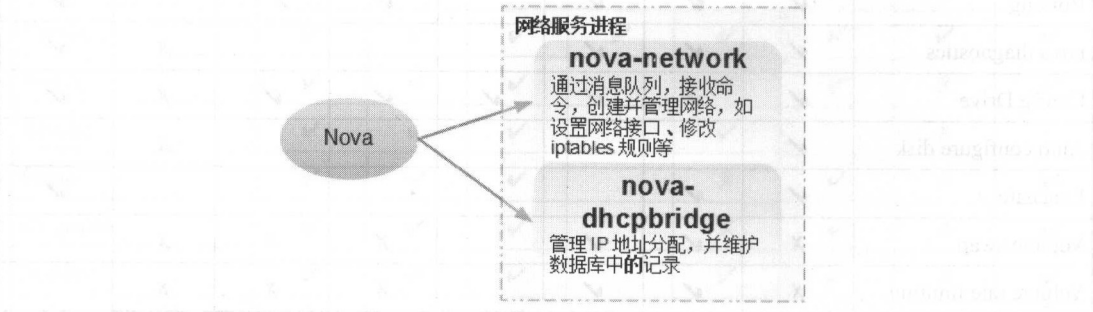 网络服务进程
nova-network
通过消息队列，接收命
令，创建并管理网络，如
设置网络接口、修改
iptables 规则等
Nova
nova-
dhcpbridge
管理 IP 地址分配，并维护
数据库中的记录